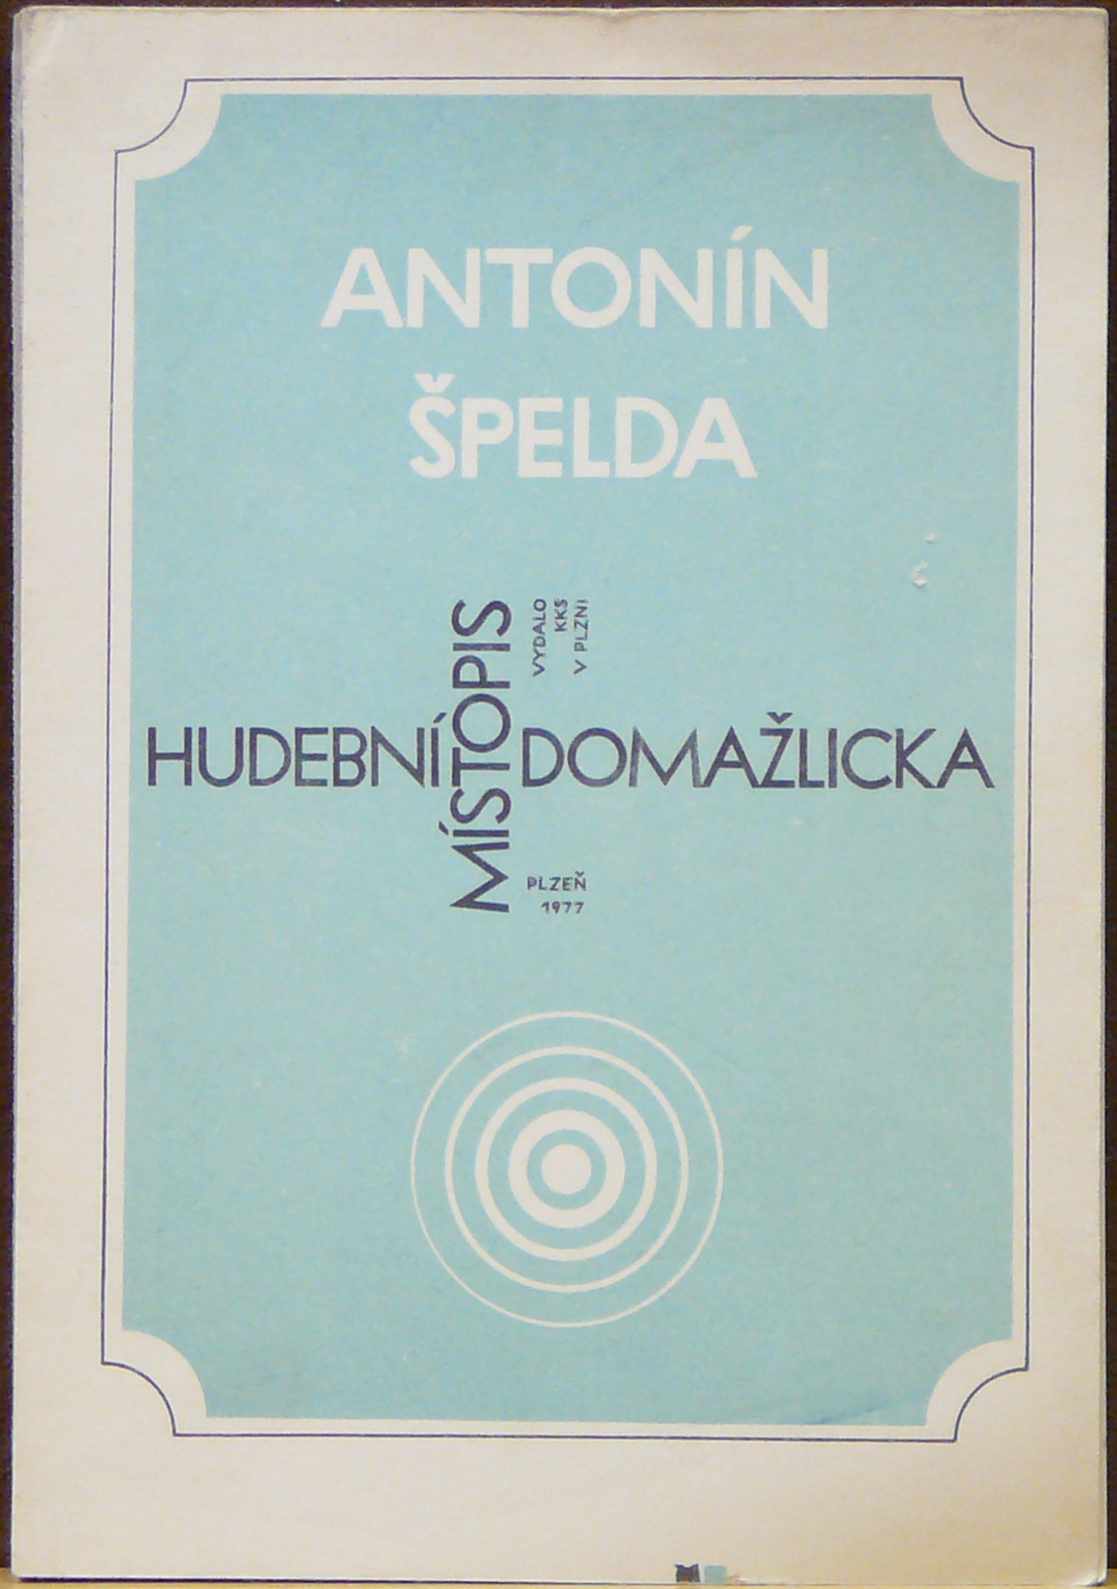 ANTONÍN
ŠPELDA
HUDEBNÍ
MÍSTOPIS
DOMAŽLICKA
VYDALO
KKS
V PLZNI
PLZEŇ
1977